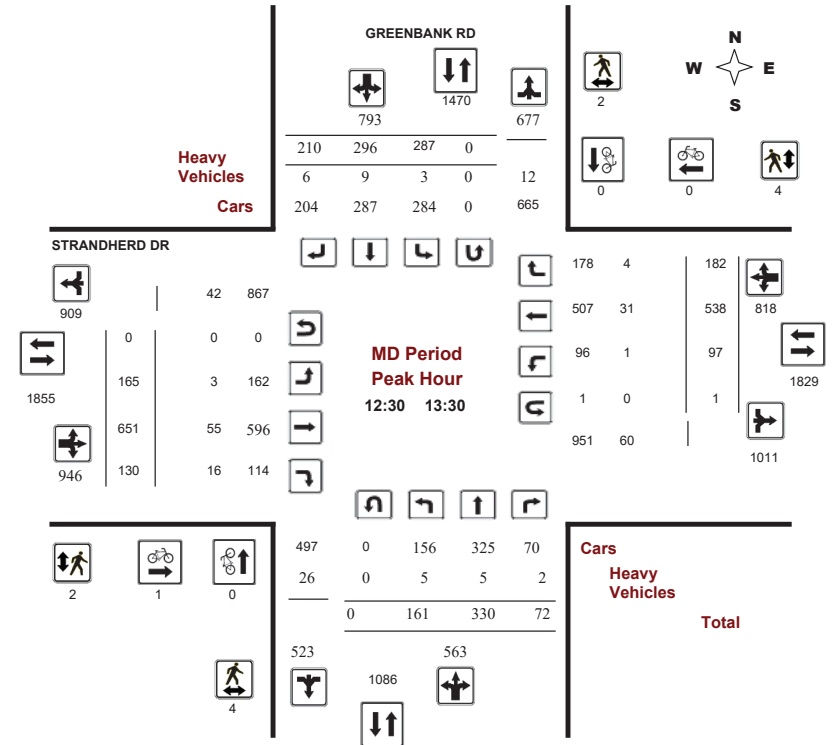 GREENBANK RD
N
W E
S
1470
2
793 677
210 296 287 0
Heavy
Vehicles
6 9 3 0 12
Cars
204 287 284 0 665
0 0 4
STRANDHERD DR
909
42 867
178 4 182
507 31 538 818
0 0 0
1855
MD Period
Peak Hour
12:30 13:30
96 1 97
1829
165 3 162
1 0 1
651 55 596
951 60
1011
946
130 16 114
497 0 156 325 70
Cars
26 0 5 5 2
Heavy
Vehicles
2 1 0
0 161 330 72
Total
523 563
1086
4